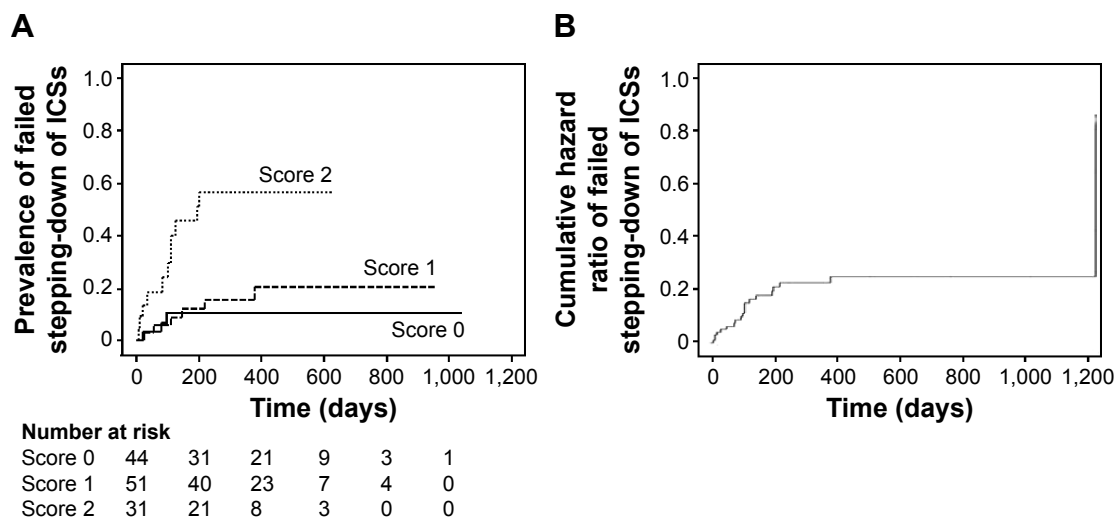 A
Prevalence of failed
stepping-down of ICSs
1.0
0.8
0.6
0.4
0.2
0
Score 2
Score 1
Score 0
0 200 400 600 800 1,000 1,200
Time (days)
Number at risk
Score 0 44 31 21 9 3 1
Score 1 51 40 23 7 4 0
Score 2 31 21 8 3 0 0
B
Cumulative hazard
ratio of failed
stepping-down of ICSs
1.0
0.8
0.6
0.4
0.2
0
0 200 400 600 800 1,000 1,200
Time (days)